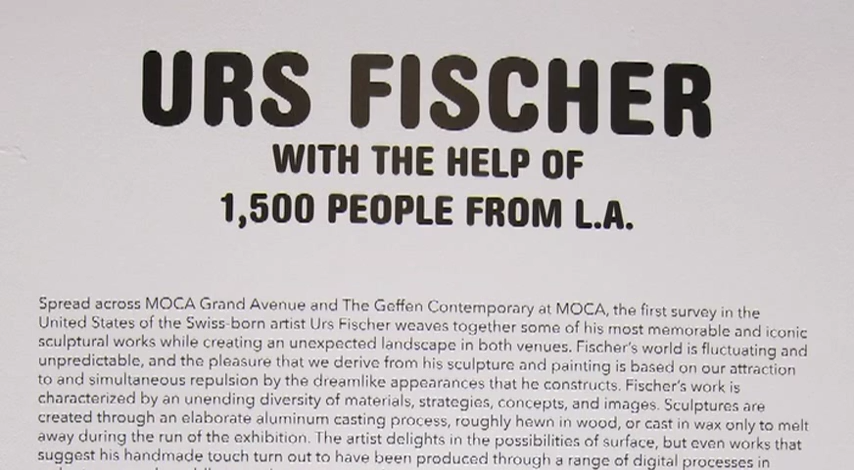 URS FISCHER
WITH THE HELP OF
1,500 PEOPLE FROM L.A.
Spread across MOCA Grand Avenue and The Geffen Contemporary at MOCA, the first survey in the
United States of the Swiss-born artist Urs Fischer weaves together some of his most memorable and iconic
sculptural works while creating an unexpected landscape in both venues. Fischer's world is fluctuating and
unpredictable, and the pleasure that we derive from his sculpture and painting is based on our attraction
to and simultaneous repulsion by the dreamlike appearances that he constructs. Fischer's work is
characterized by an unending diversity of materials, strategies, concepts, and images. Sculptures are
created through an elaborate aluminum casting process, roughly hewn in wood, or cast in wax only to melt
away during the run of the exhibition. The artist delights in the possibilities of surface, but even works that
suggest his handmade touch turn out to have been produced through a range of digital processes in